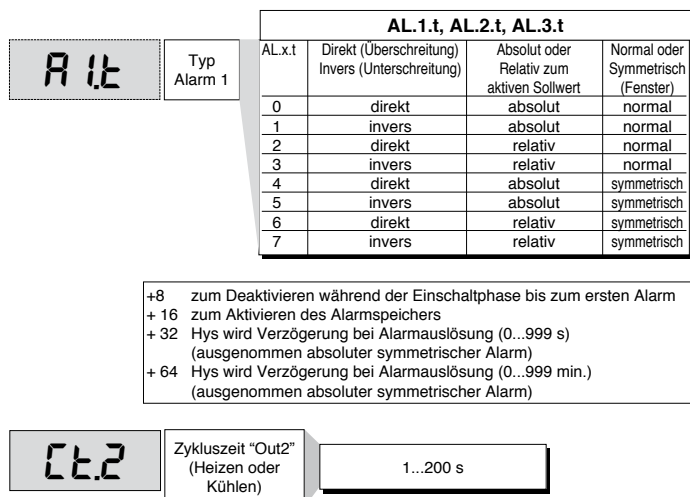 AL.1.t, AL.2.t, AL.3.t
A1.t
Typ
Alarm 1
AL.x.t Direkt (Überschreitung) Absolut oder Normal oder
Invers (Unterschreitung) Relativ zum Symmetrisch
aktiven Sollwert (Fenster)
0 direkt absolut normal
1 invers absolut normal
2 direkt relativ normal
3 invers relativ normal
4 direkt absolut symmetrisch
5 invers absolut symmetrisch
6 direkt relativ symmetrisch
7 invers relativ symmetrisch
+8 zum Deaktivieren während der Einschaltphase bis zum ersten Alarm
+ 16 zum Aktivieren des Alarmspeichers
+ 32 Hys wird Verzögerung bei Alarmauslösung (0...999 s)
(ausgenommen absoluter symmetrischer Alarm)
+ 64 Hys wird Verzögerung bei Alarmauslösung (0...999 min.)
(ausgenommen absoluter symmetrischer Alarm)
Ct.2
Zykluszeit “Out2”
(Heizen oder
Kühlen)
1...200 s